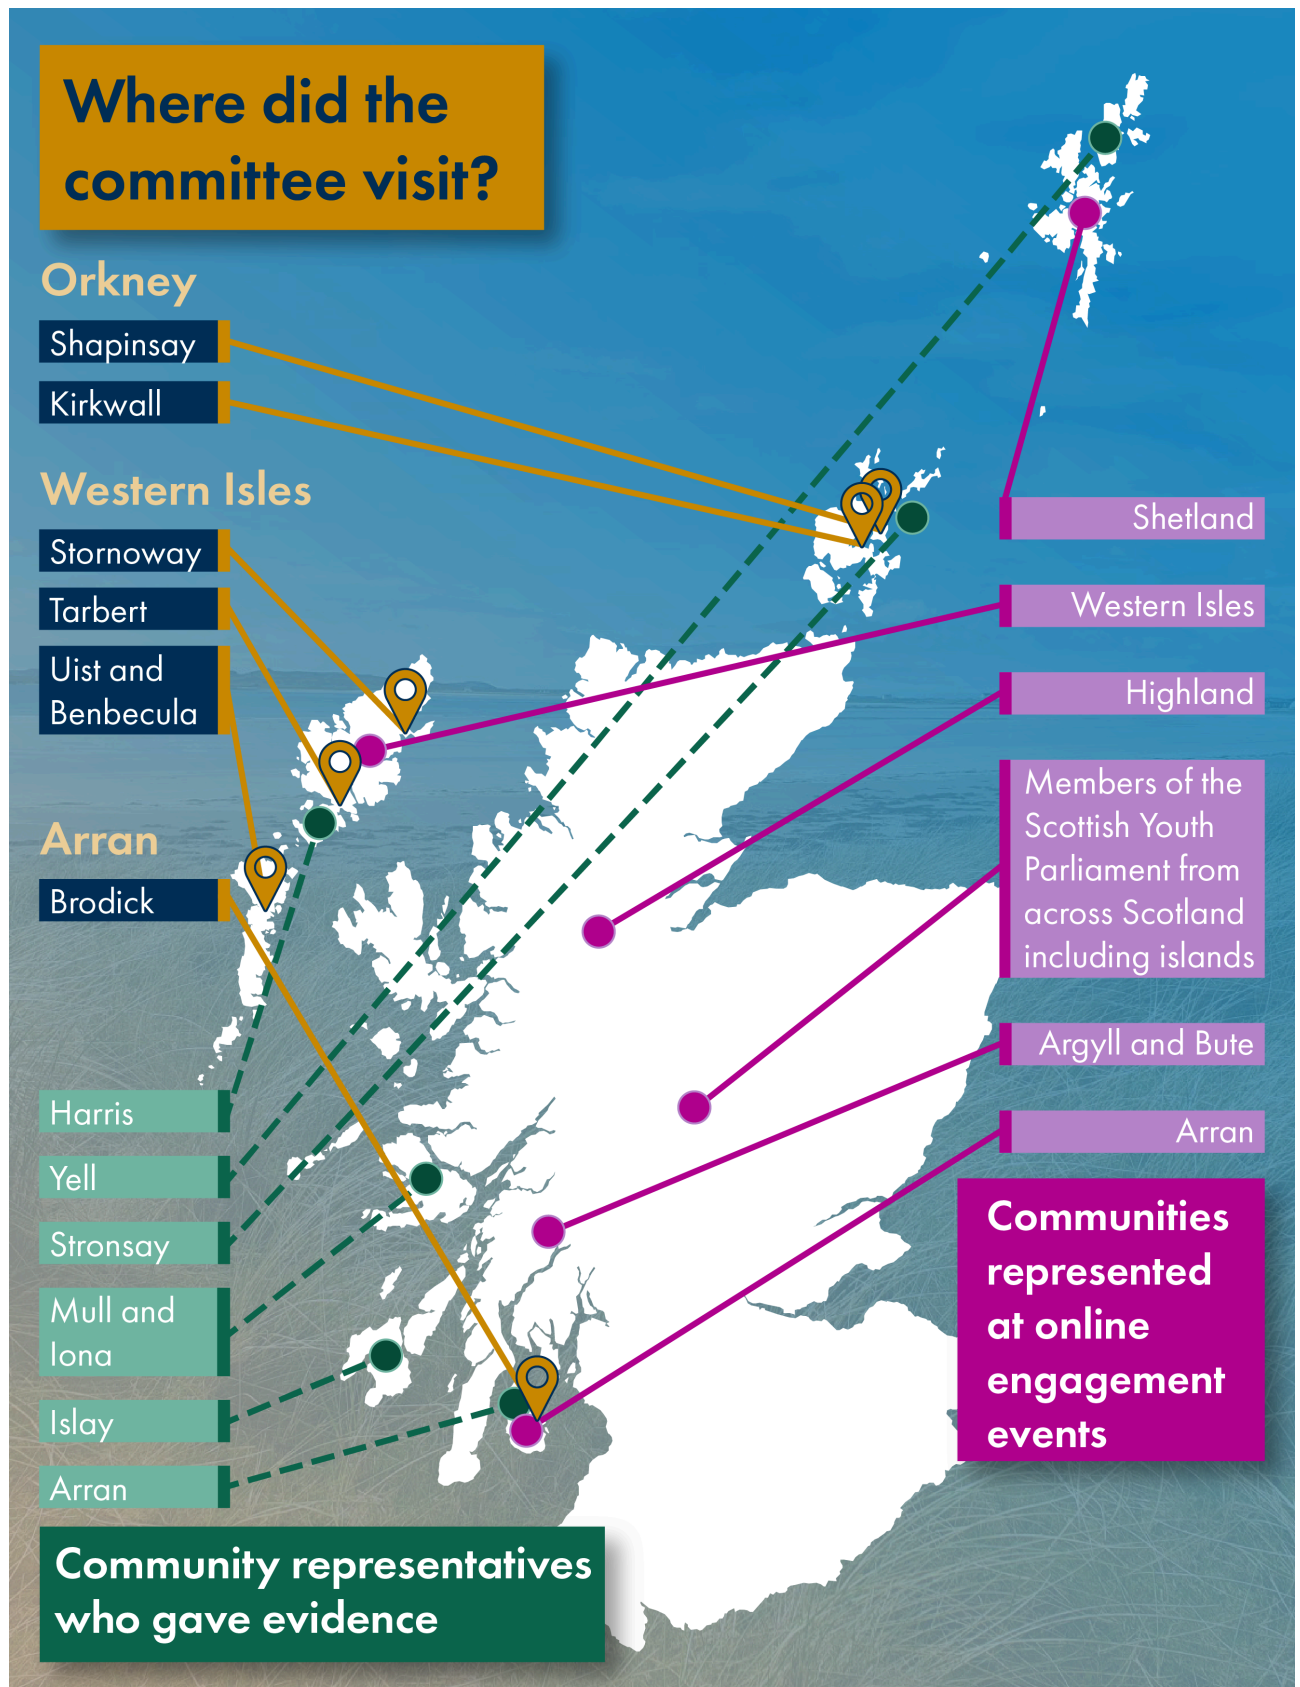 Where did the
committee visit?
Orkney
Shapinsay
Kirkwall
Western Isles
Stornoway
Tarbert
Uist and
Benbecula
Arran
Brodick
Harris
Yell
Stronsay
Mull and
Iona
Islay
Arran
Community representatives
who gave evidence
Shetland
Western Isles
Highland
Members of the
Scottish Youth
Parliament from
across Scotland
including islands
Argyll and Bute
Arran
Communities
represented
at online
engagement
events